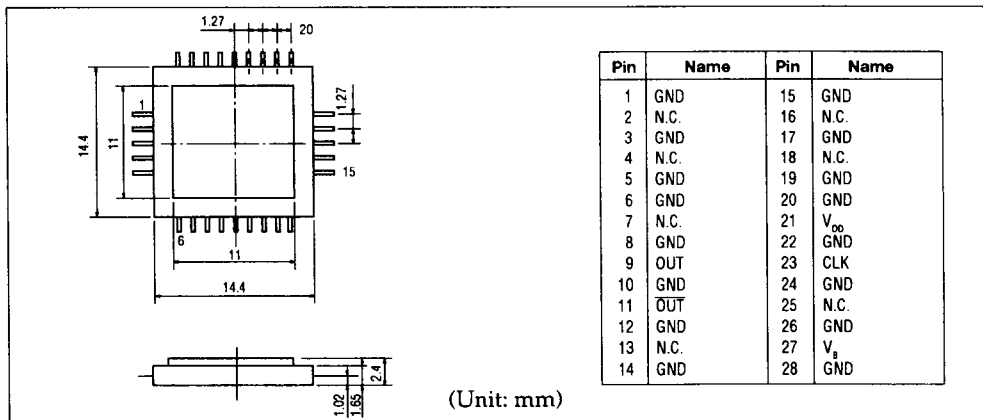 1.27
20
1
1.27
14.4
11
15
6
11
14.4
2.4
1.02
1.65
(Unit: mm)
Pin Name Pin Name
1 GND 15 GND
2 N.C. 16 N.C.
3 GND 17 GND
4 N.C. 18 N.C.
5 GND 19 GND
6 GND 20 GND
7 N.C. 21 V_DD
8 GND 22 GND
9 OUT 23 CLK
10 GND 24 GND
11 O̅U̅T̅ 25 N.C.
12 GND 26 GND
13 N.C. 27 V_B
14 GND 28 GND